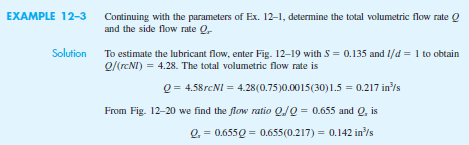 EXAMPLE 12–3 Continuing with the parameters of Ex. 12–1, determine the total volumetric flow rate Q
and the side flow rate Qₛ.
Solution To estimate the lubricant flow, enter Fig. 12–19 with S = 0.135 and l/d = 1 to obtain
Q/(rcNl) = 4.28. The total volumetric flow rate is
Q = 4.58rcNl = 4.28(0.75)0.0015(30)1.5 = 0.217 in³/s
From Fig. 12–20 we find the flow ratio Qₛ/Q = 0.655 and Qₛ is
Qₛ = 0.655Q = 0.655(0.217) = 0.142 in³/s